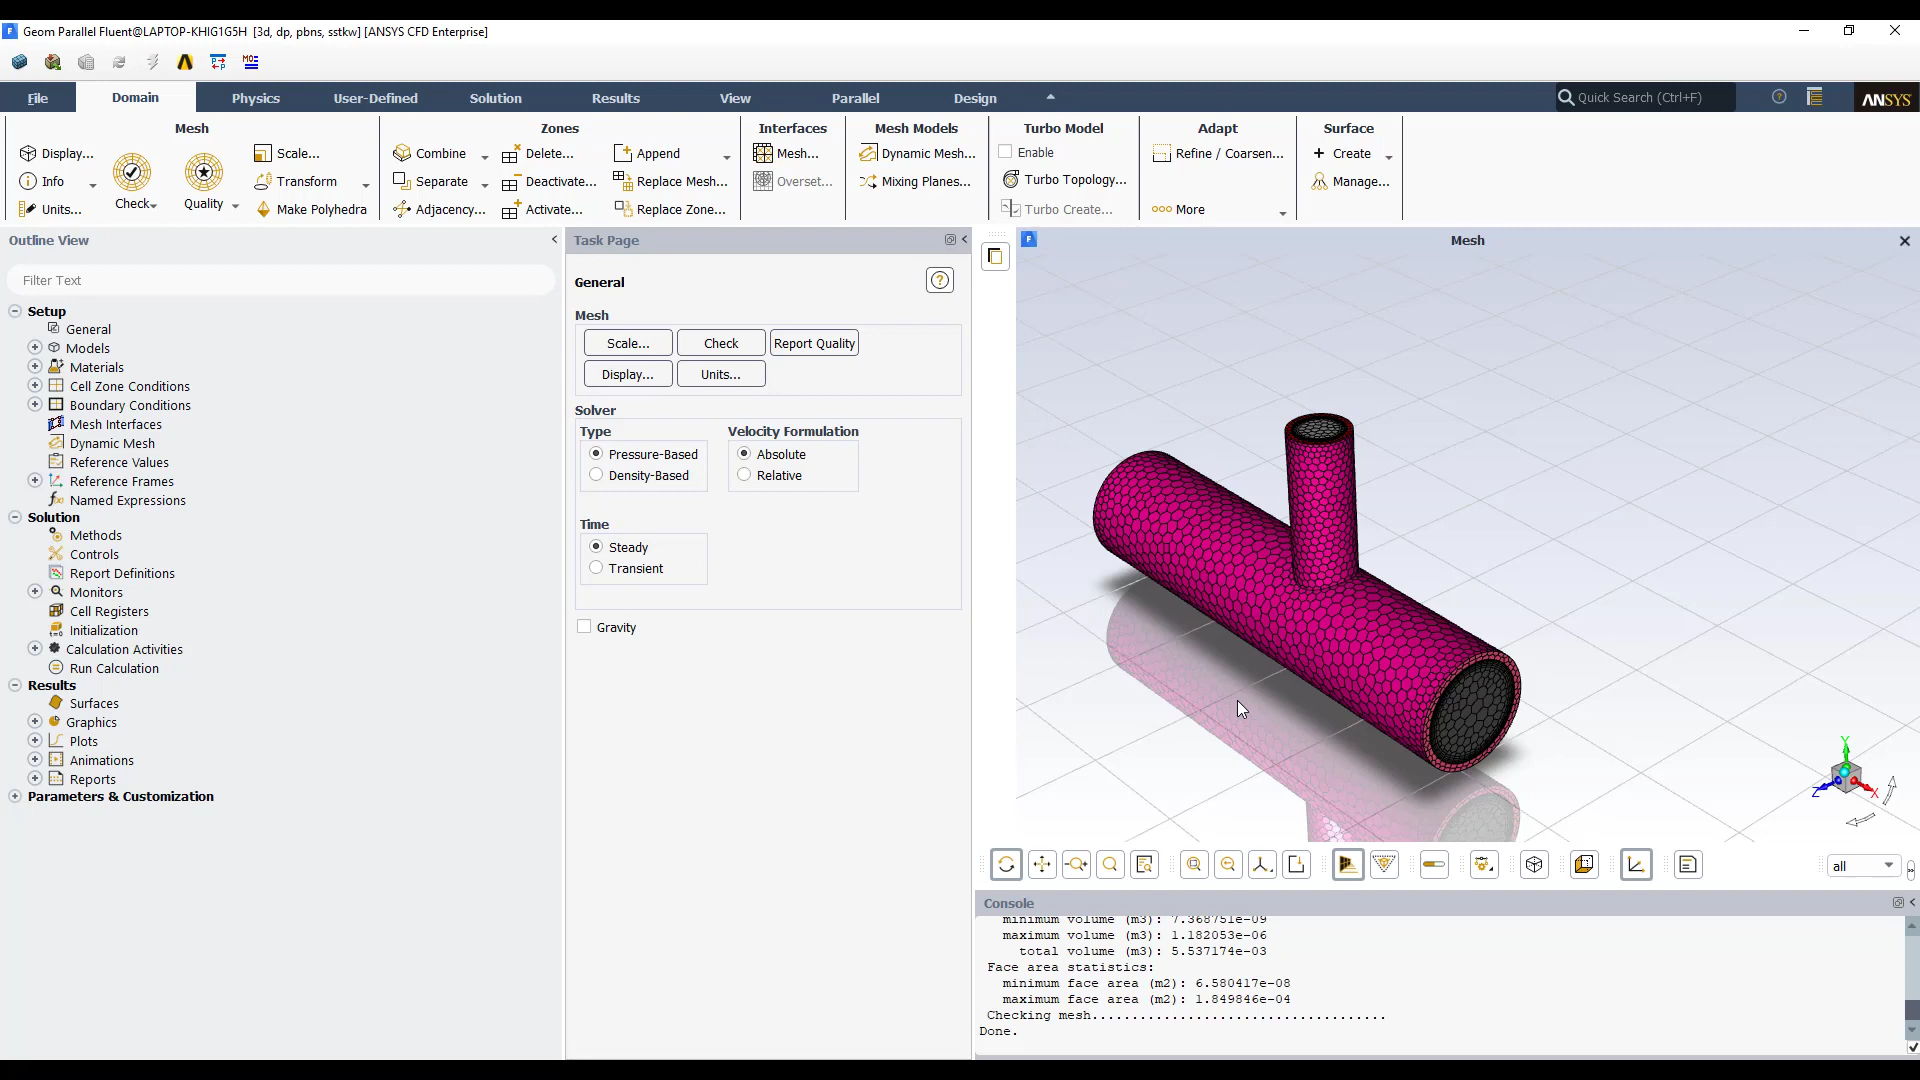 Geom Parallel Fluent@LAPTOP-KHIG1G5H [3d, dp, pbns, sstkw] [ANSYS CFD Enterprise]
File Domain Physics User-Defined Solution Results View Parallel Design Quick Search (Ctrl+F) ANSYS
Mesh Zones Interfaces Mesh Models Turbo Model Adapt Surface
Display... Scale... Combine Delete... Append Mesh... Dynamic Mesh... Enable Refine / Coarsen... Create
Info Check Quality Transform Separate Deactivate... Replace Mesh... Overset... Mixing Planes... Turbo Topology... Manage...
Units... Make Polyhedra Adjacency... Activate... Replace Zone... Turbo Create... More
Outline View
Filter Text
Setup
General
Models
Materials
Cell Zone Conditions
Boundary Conditions
Mesh Interfaces
Dynamic Mesh
Reference Values
Reference Frames
Named Expressions
Solution
Methods
Controls
Report Definitions
Monitors
Cell Registers
Initialization
Calculation Activities
Run Calculation
Results
Surfaces
Graphics
Plots
Animations
Reports
Parameters & Customization
Task Page
General
Mesh
Scale... Check Report Quality
Display... Units...
Solver
Type Velocity Formulation
Pressure-Based Absolute
Density-Based Relative
Time
Steady
Transient
Gravity
Mesh
Y
Z X
all
Console
minimum volume (m3): 7.368751e-09
maximum volume (m3): 1.182053e-06
total volume (m3): 5.537174e-03
Face area statistics:
minimum face area (m2): 6.580417e-08
maximum face area (m2): 1.849846e-04
Checking mesh.....................................
Done.